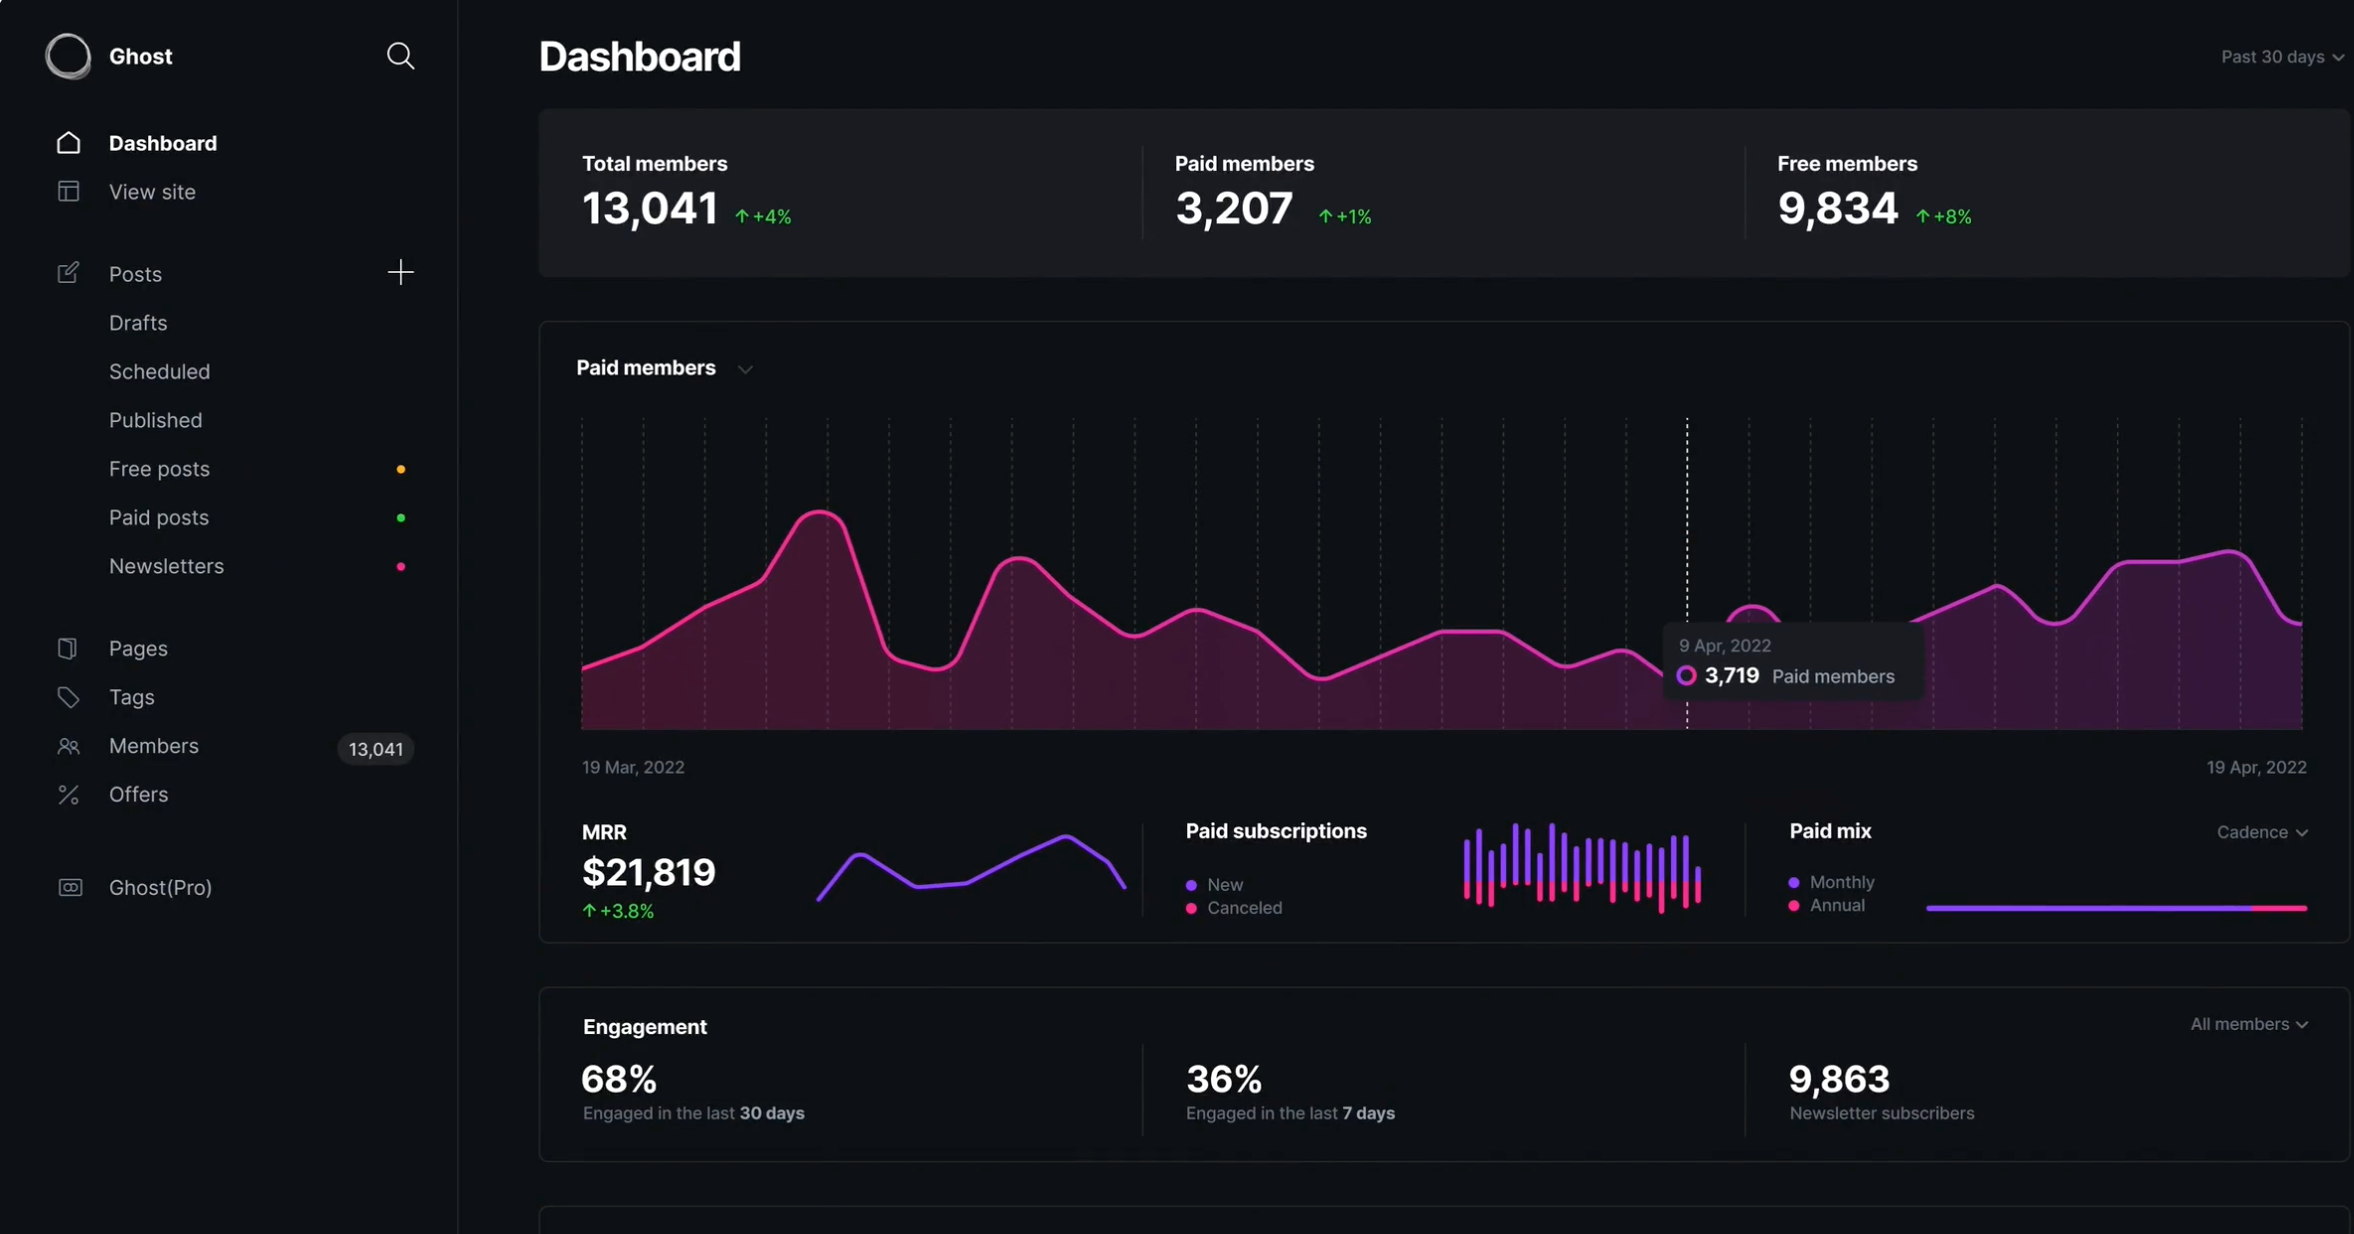 Ghost
Dashboard
View site
Posts
Drafts
Scheduled
Published
Free posts
Paid posts
Newsletters
Pages
Tags
Members 13,041
Offers
Ghost(Pro)
Dashboard
Past 30 days
Total members
13,041 +4%
Paid members
3,207 +1%
Free members
9,834 +8%
Paid members
9 Apr, 2022
3,719 Paid members
19 Mar, 2022
19 Apr, 2022
MRR
$21,819
+3.8%
Paid subscriptions
New
Canceled
Paid mix
Cadence
Monthly
Annual
Engagement
All members
68%
Engaged in the last 30 days
36%
Engaged in the last 7 days
9,863
Newsletter subscribers